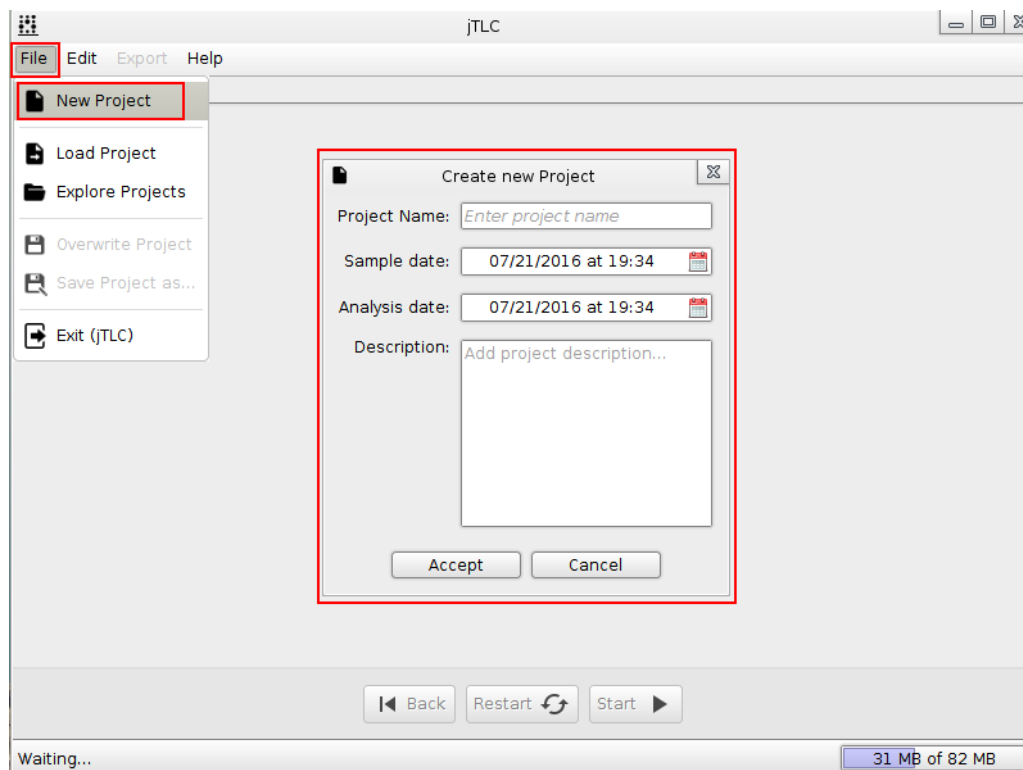 jTLC
File Edit Export Help
New Project
Load Project
Explore Projects
Overwrite Project
Save Project as...
Exit (jTLC)
Create new Project
Project Name: Enter project name
Sample date: 07/21/2016 at 19:34
Analysis date: 07/21/2016 at 19:34
Description: Add project description...
Accept Cancel
Back Restart Start
Waiting... 31 MB of 82 MB